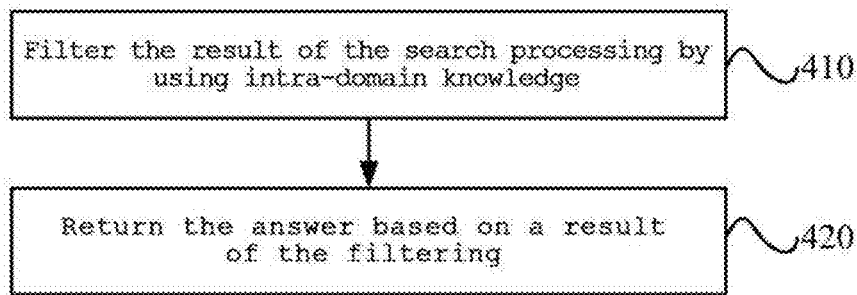 Filter the result of the search processing by
using intra-domain knowledge
410
Return the answer based on a result
of the filtering
420